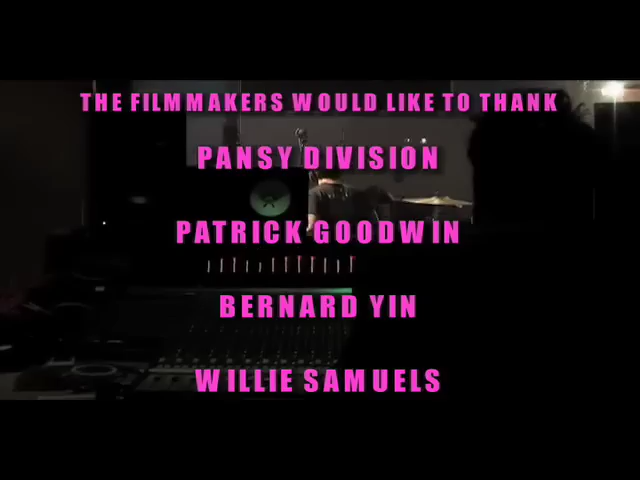 THE FILMMAKERS WOULD LIKE TO THANK
PANSY DIVISION
PATRICK GOODWIN
BERNARD YIN
WILLIE SAMUELS